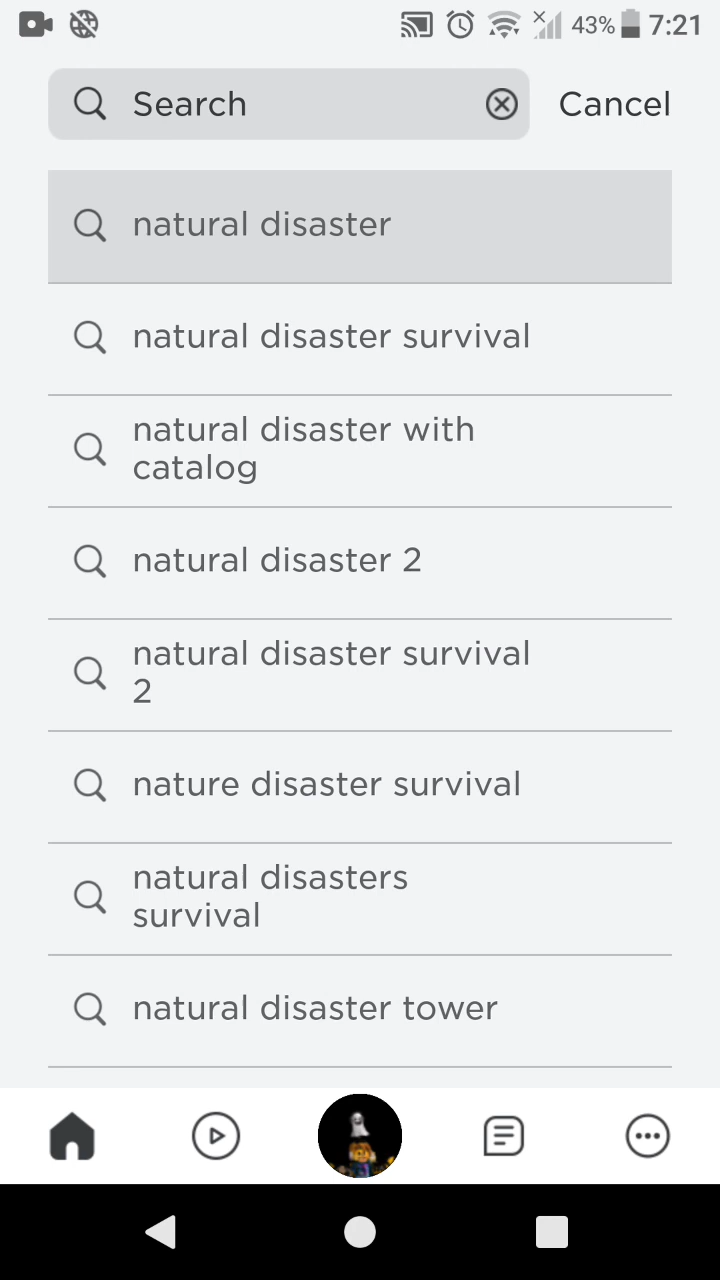 43% 7:21
Search Cancel
natural disaster
natural disaster survival
natural disaster with
catalog
natural disaster 2
natural disaster survival
2
nature disaster survival
natural disasters
survival
natural disaster tower